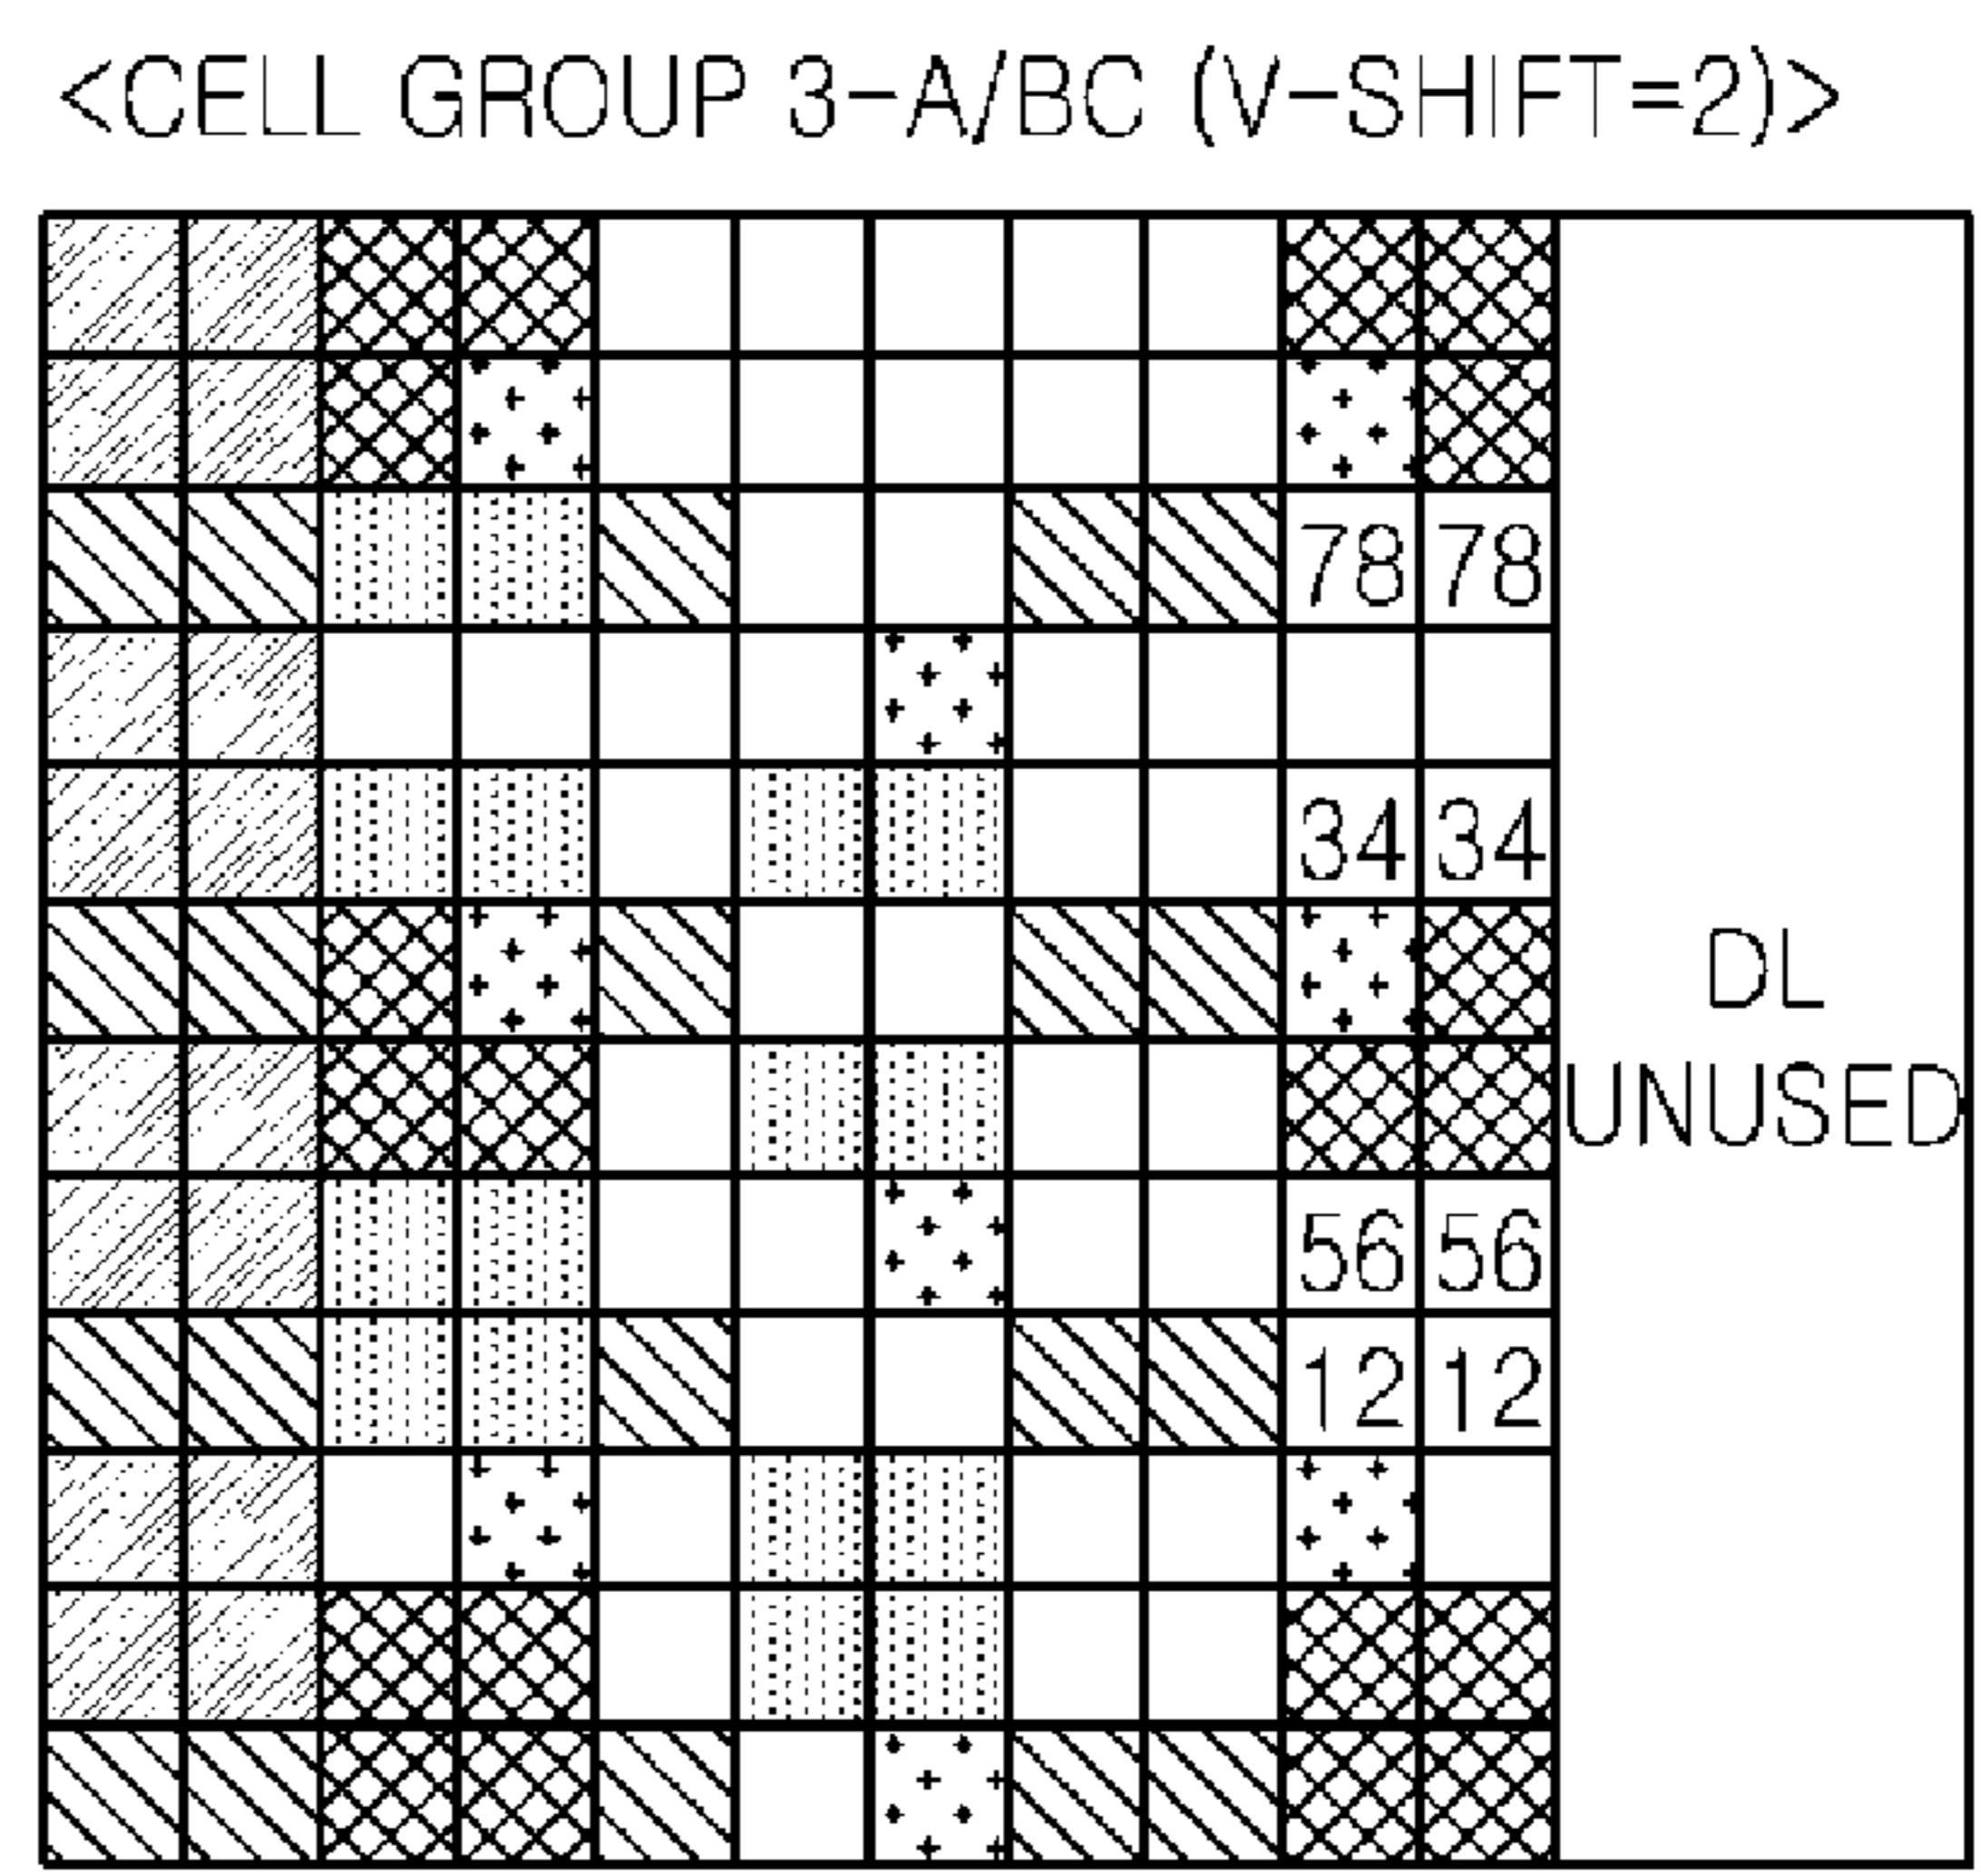 <CELL GROUP 3-A/BC (V-SHIFT=2)>
78 78
34 34
DL
UNUSED
56 56
12 12